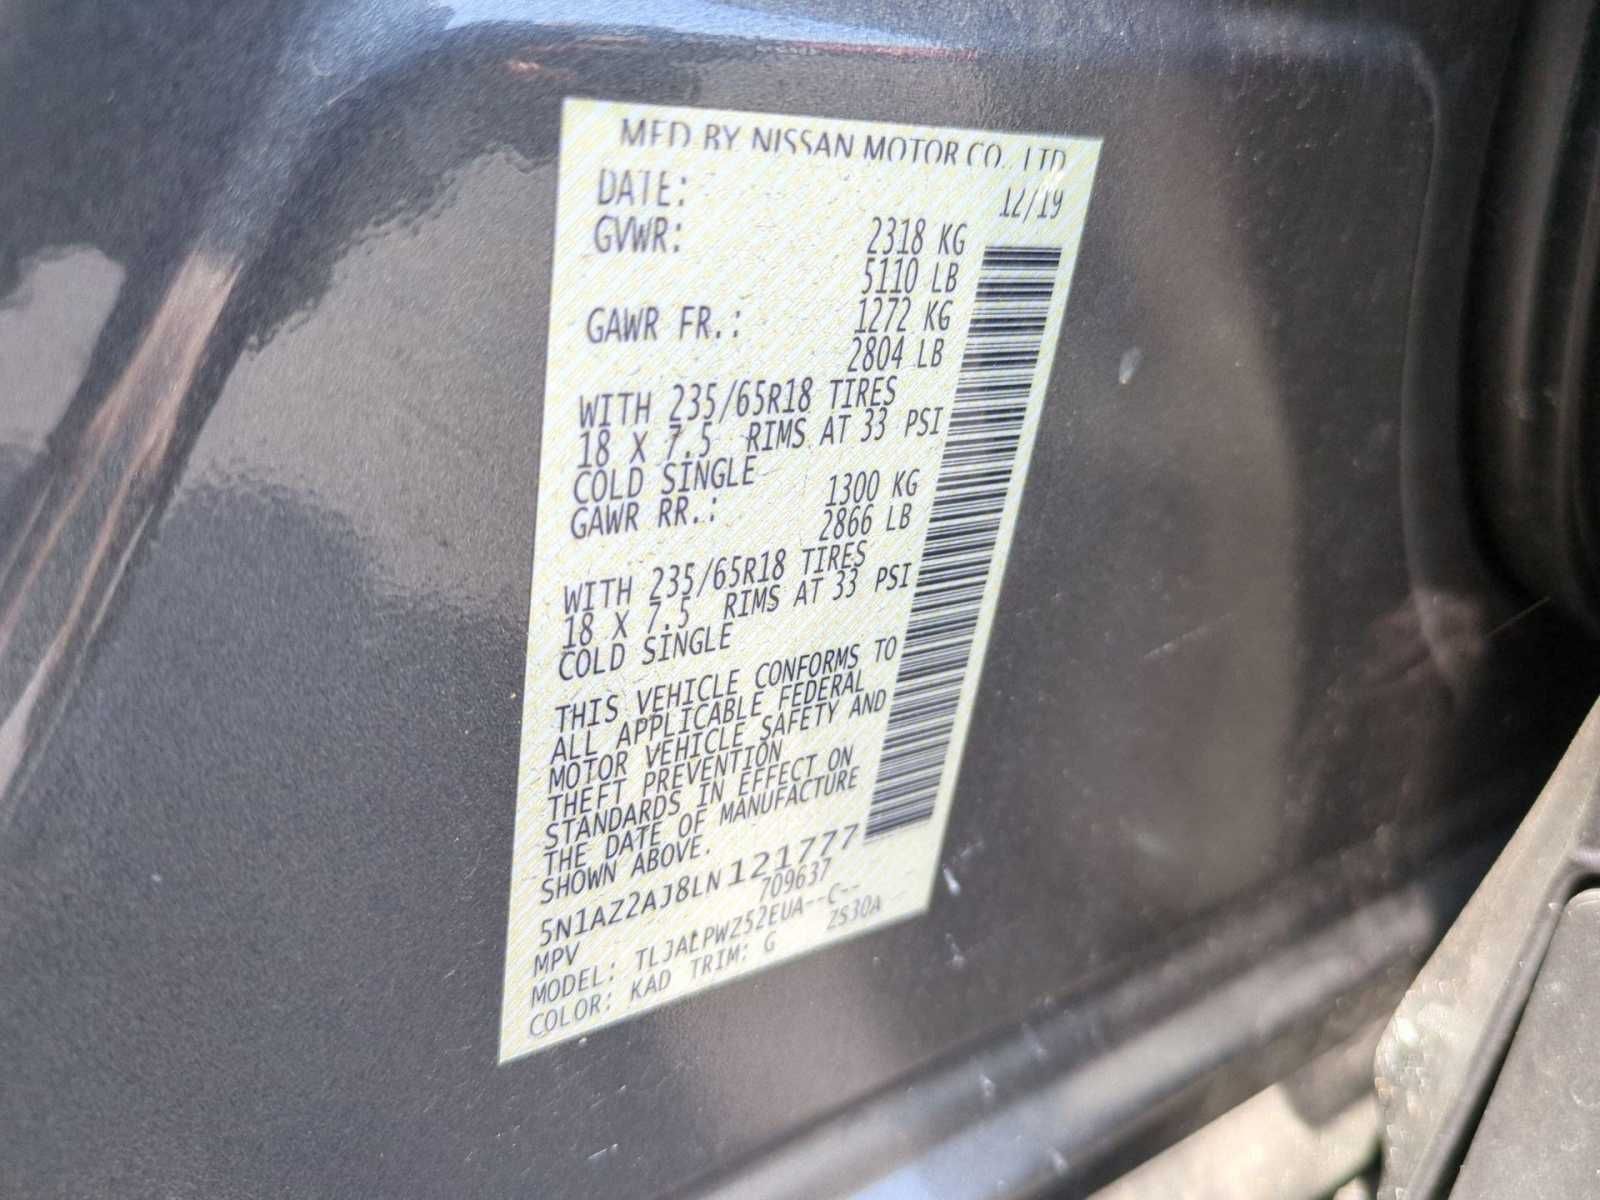 MFD BY NISSAN MOTOR CO., LTD
DATE: 12/19
GVWR: 2318 KG
5110 LB
GAWR FR.: 1272 KG
2804 LB
WITH 235/65R18 TIRES
18 X 7.5 RIMS AT 33 PSI
COLD SINGLE
GAWR RR.: 1300 KG
2866 LB
WITH 235/65R18 TIRES
18 X 7.5 RIMS AT 33 PSI
COLD SINGLE
THIS VEHICLE CONFORMS TO
ALL APPLICABLE FEDERAL
MOTOR VEHICLE SAFETY AND
THEFT PREVENTION
STANDARDS IN EFFECT ON
THE DATE OF MANUFACTURE
SHOWN ABOVE.
5N1AZ2AJ8LN121777
MPV 709637
MODEL: TLJALPWZ52EUA--C--
COLOR: KAD TRIM: G ZS30A